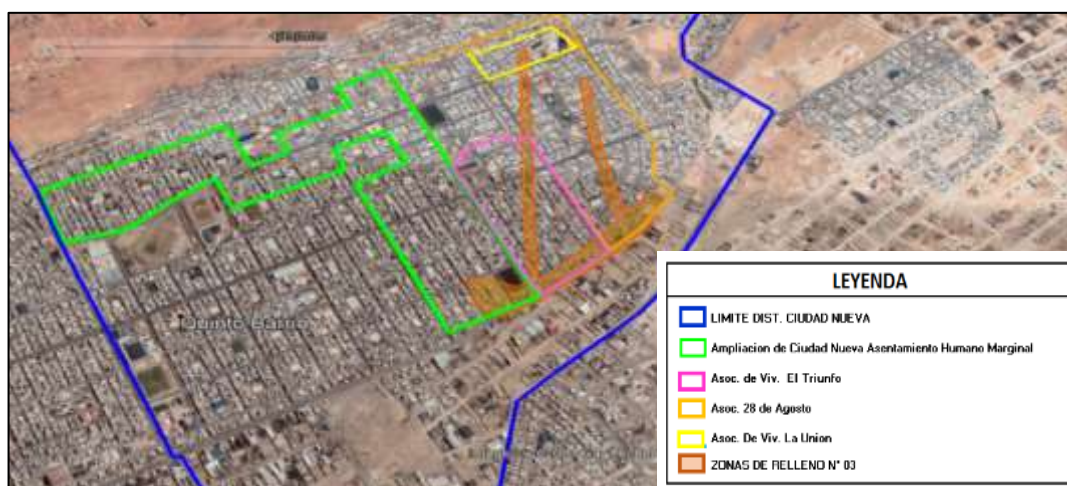 Quinto Barrio
LEYENDA
LIMITE DIST. CIUDAD NUEVA
Ampliacion de Ciudad Nueva Asentamiento Humano Marginal
Asoc. de Viv. El Triunfo
Asoc. 28 de Agosto
Asoc. De Viv. La Union
ZONAS DE RELLENO N° 03